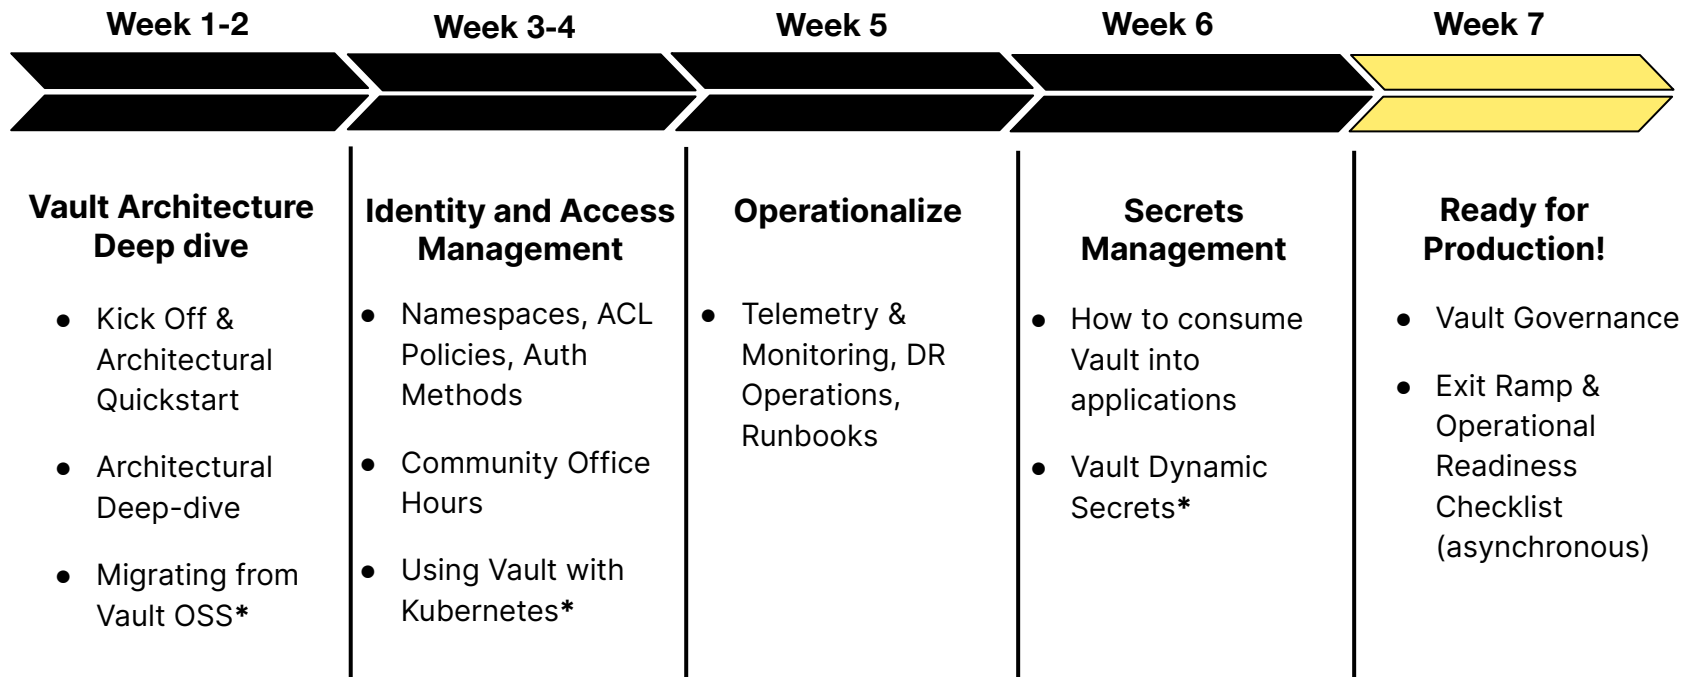 Week 1-2
Week 3-4
Week 5
Week 6
Week 7
Vault Architecture
Deep dive
● Kick Off &
Architectural
Quickstart
● Architectural
Deep-dive
● Migrating from
Vault OSS*
Identity and Access
Management
● Namespaces, ACL
Policies, Auth
Methods
● Community Office
Hours
● Using Vault with
Kubernetes*
Operationalize
● Telemetry &
Monitoring, DR
Operations,
Runbooks
Secrets
Management
● How to consume
Vault into
applications
● Vault Dynamic
Secrets*
Ready for
Production!
● Vault Governance
● Exit Ramp &
Operational
Readiness
Checklist
(asynchronous)